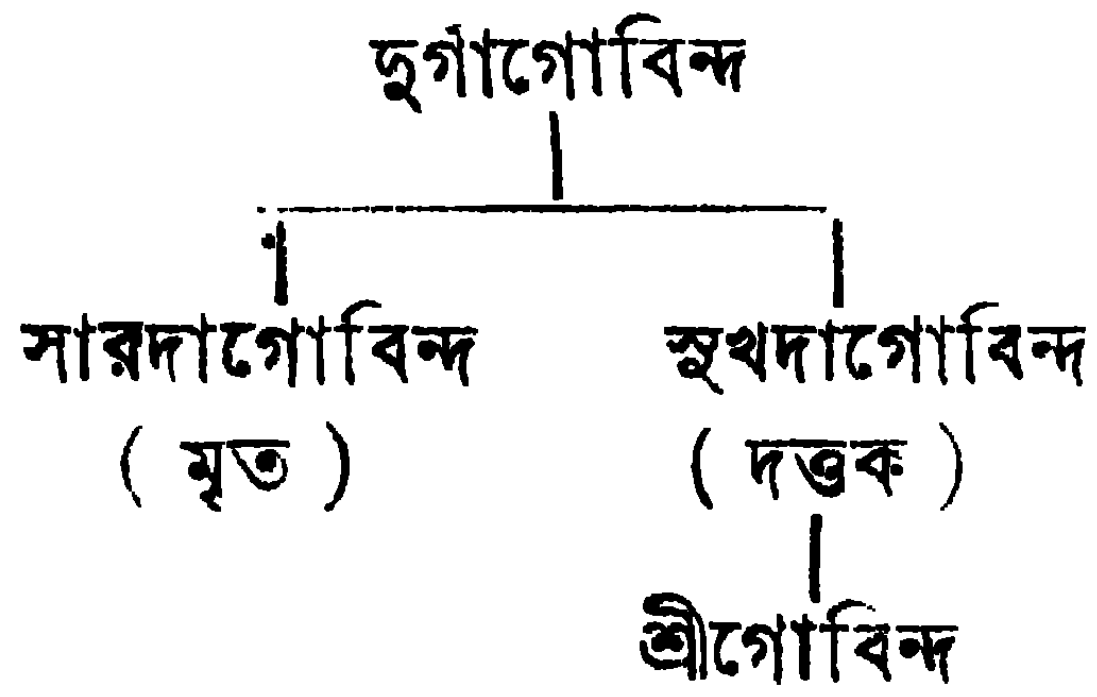 দুর্গাগোবিন্দ
সারদাগোবিন্দ সুখদাগোবিন্দ
( মৃত ) ( দত্তক )
শ্রীগোবিন্দ